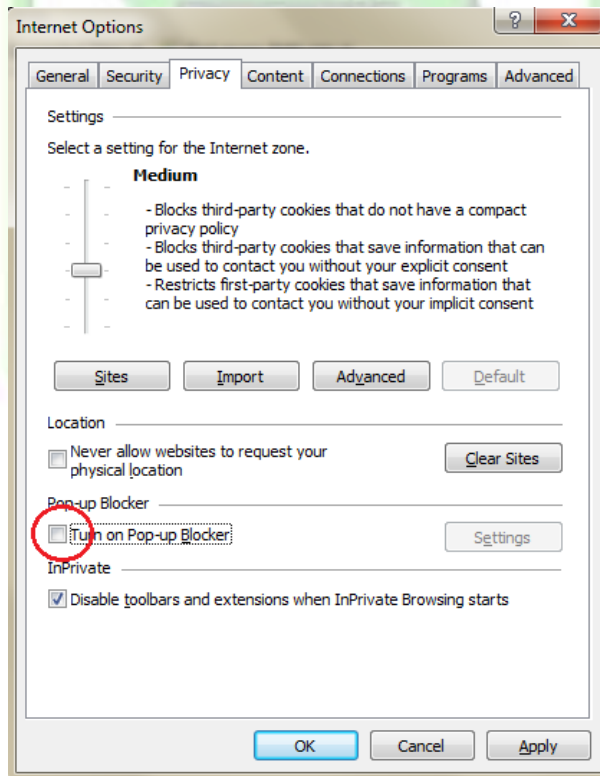 Internet Options
General Security Privacy Content Connections Programs Advanced
Settings
Select a setting for the Internet zone.
Medium
- Blocks third-party cookies that do not have a compact
privacy policy
- Blocks third-party cookies that save information that can
be used to contact you without your explicit consent
- Restricts first-party cookies that save information that
can be used to contact you without your implicit consent
Sites Import Advanced Default
Location
Never allow websites to request your
physical location
Clear Sites
Pop-up Blocker
Turn on Pop-up Blocker
Settings
InPrivate
Disable toolbars and extensions when InPrivate Browsing starts
OK Cancel Apply